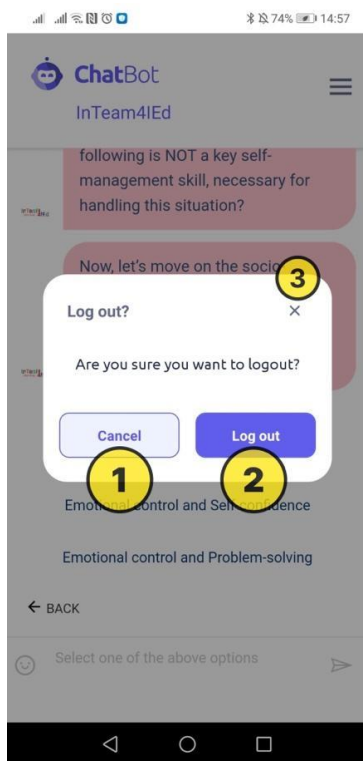 74% 14:57
ChatBot
InTeam4IEd
following is NOT a key self-
management skill, necessary for
handling this situation?
Now, let's move on the socio
3
Log out?
×
Are you sure you want to logout?
Cancel
Log out
1
2
Emotional control and Self-confidence
Emotional control and Problem-solving
← BACK
Select one of the above options